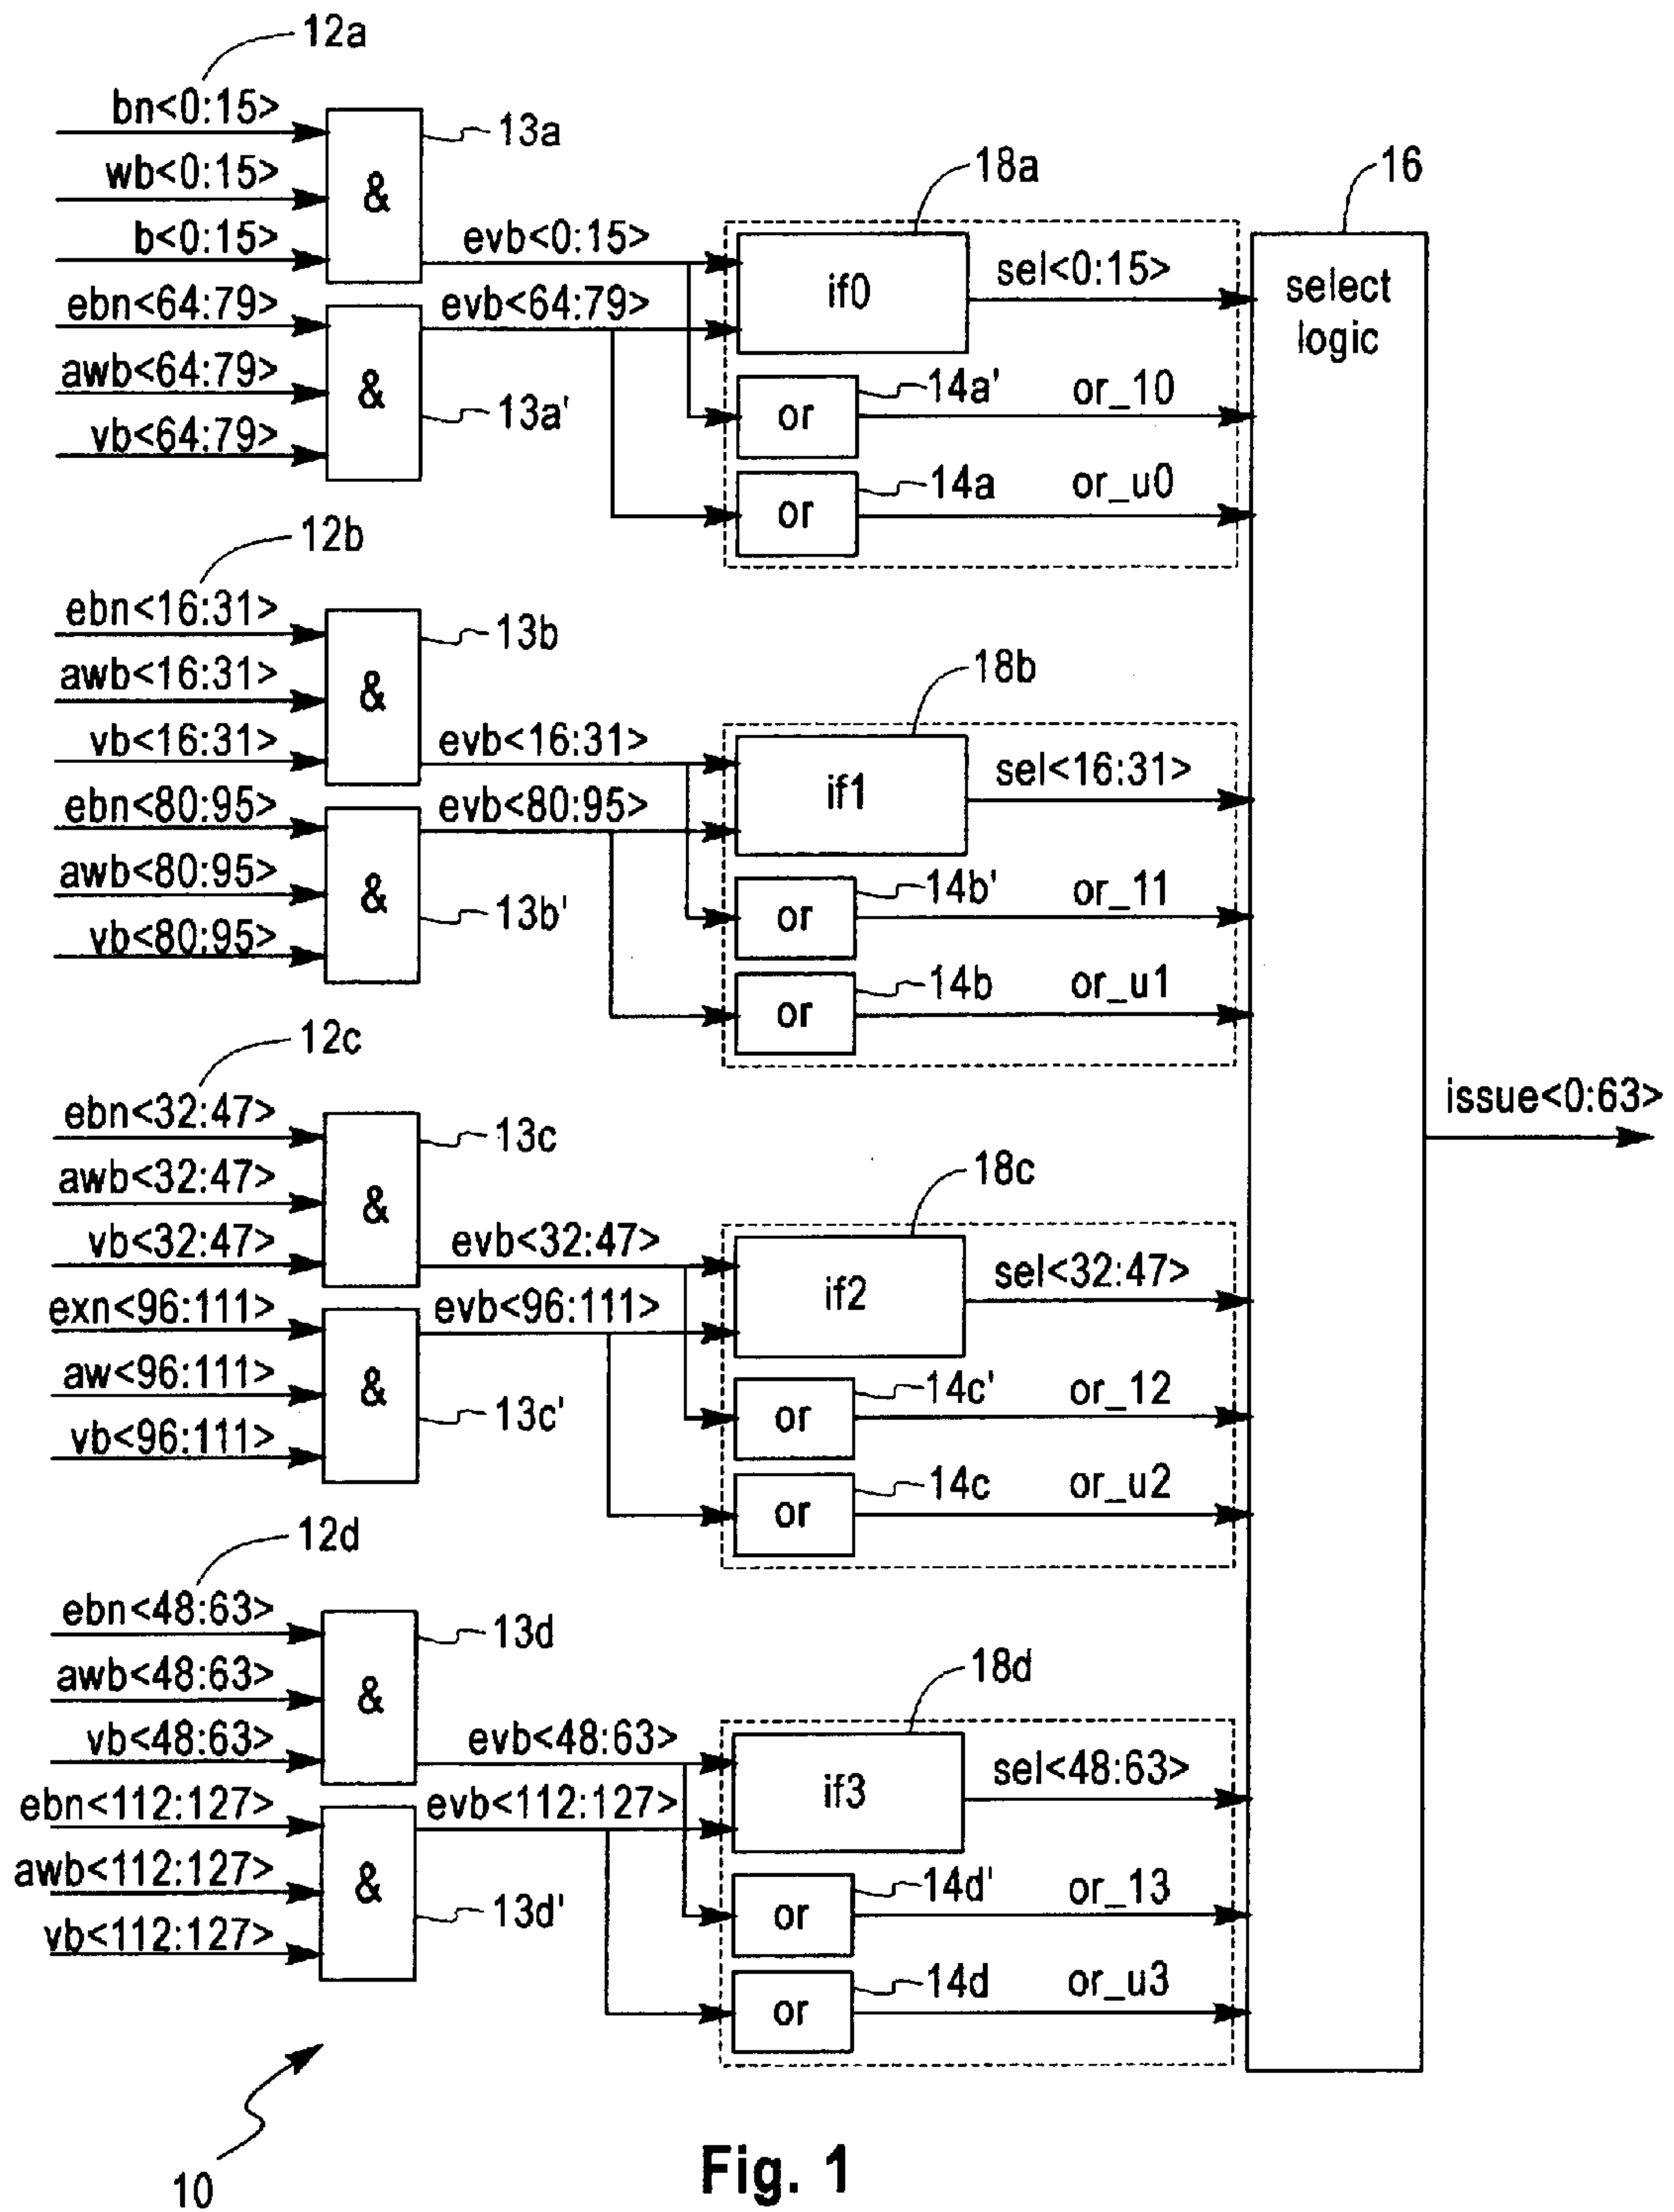 12a
bn<0:15>
wb<0:15>
b<0:15>
&
13a
ebn<64:79>
awb<64:79>
vb<64:79>
&
13a'
evb<0:15>
evb<64:79>
18a
if0
sel<0:15>
or
14a'
or_10
or
14a
or_u0
16
select
logic
12b
ebn<16:31>
awb<16:31>
vb<16:31>
&
13b
ebn<80:95>
awb<80:95>
vb<80:95>
&
13b'
evb<16:31>
evb<80:95>
18b
if1
sel<16:31>
or
14b'
or_11
or
14b
or_u1
issue<0:63>
12c
ebn<32:47>
awb<32:47>
vb<32:47>
&
13c
exn<96:111>
aw<96:111>
vb<96:111>
&
13c'
evb<32:47>
evb<96:111>
18c
if2
sel<32:47>
or
14c'
or_12
or
14c
or_u2
12d
ebn<48:63>
awb<48:63>
vb<48:63>
&
13d
ebn<112:127>
awb<112:127>
vb<112:127>
&
13d'
evb<48:63>
evb<112:127>
18d
if3
sel<48:63>
or
14d'
or_13
or
14d
or_u3
10
Fig. 1